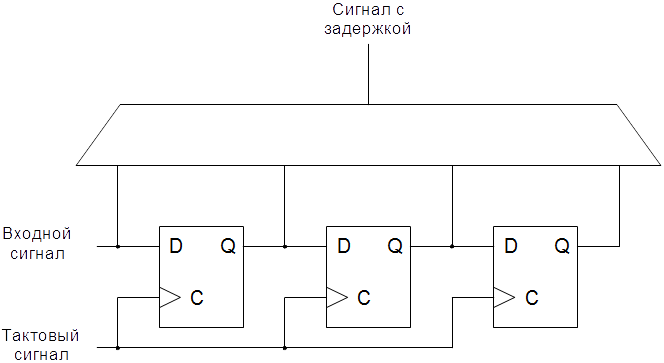 Сигнал с
задержкой
Входной
сигнал
D Q
C
D Q
C
D Q
C
Тактовый
сигнал